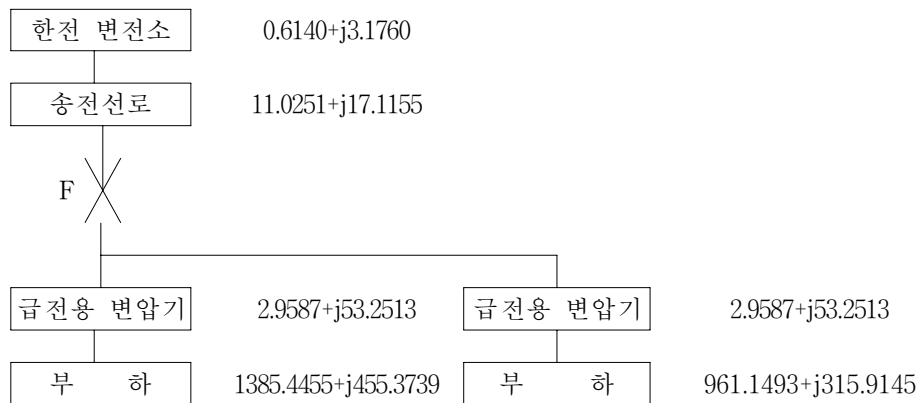 한전 변전소 0.6140+j3.1760
송전선로 11.0251+j17.1155
F
급전용 변압기 2.9587+j53.2513 급전용 변압기 2.9587+j53.2513
부 하 1385.4455+j455.3739 부 하 961.1493+j315.9145